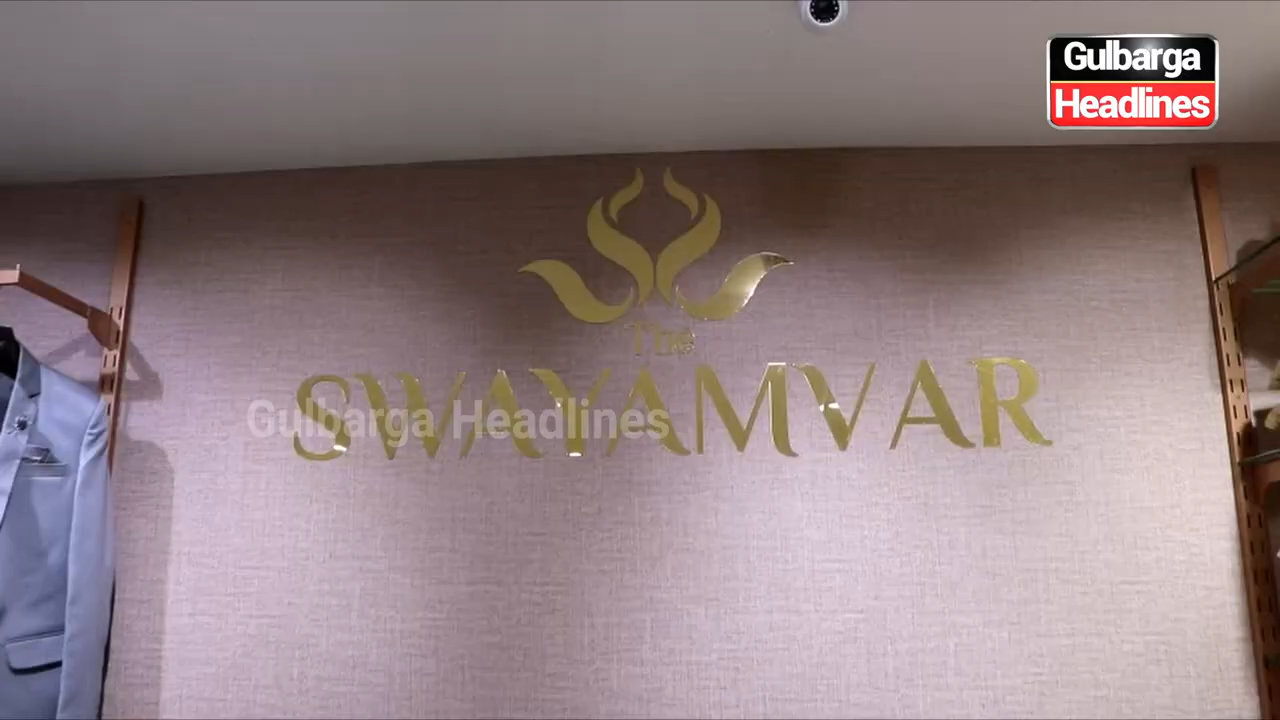 Gulbarga
Headlines
The
SWAYAMVAR
Gulbarga Headlines